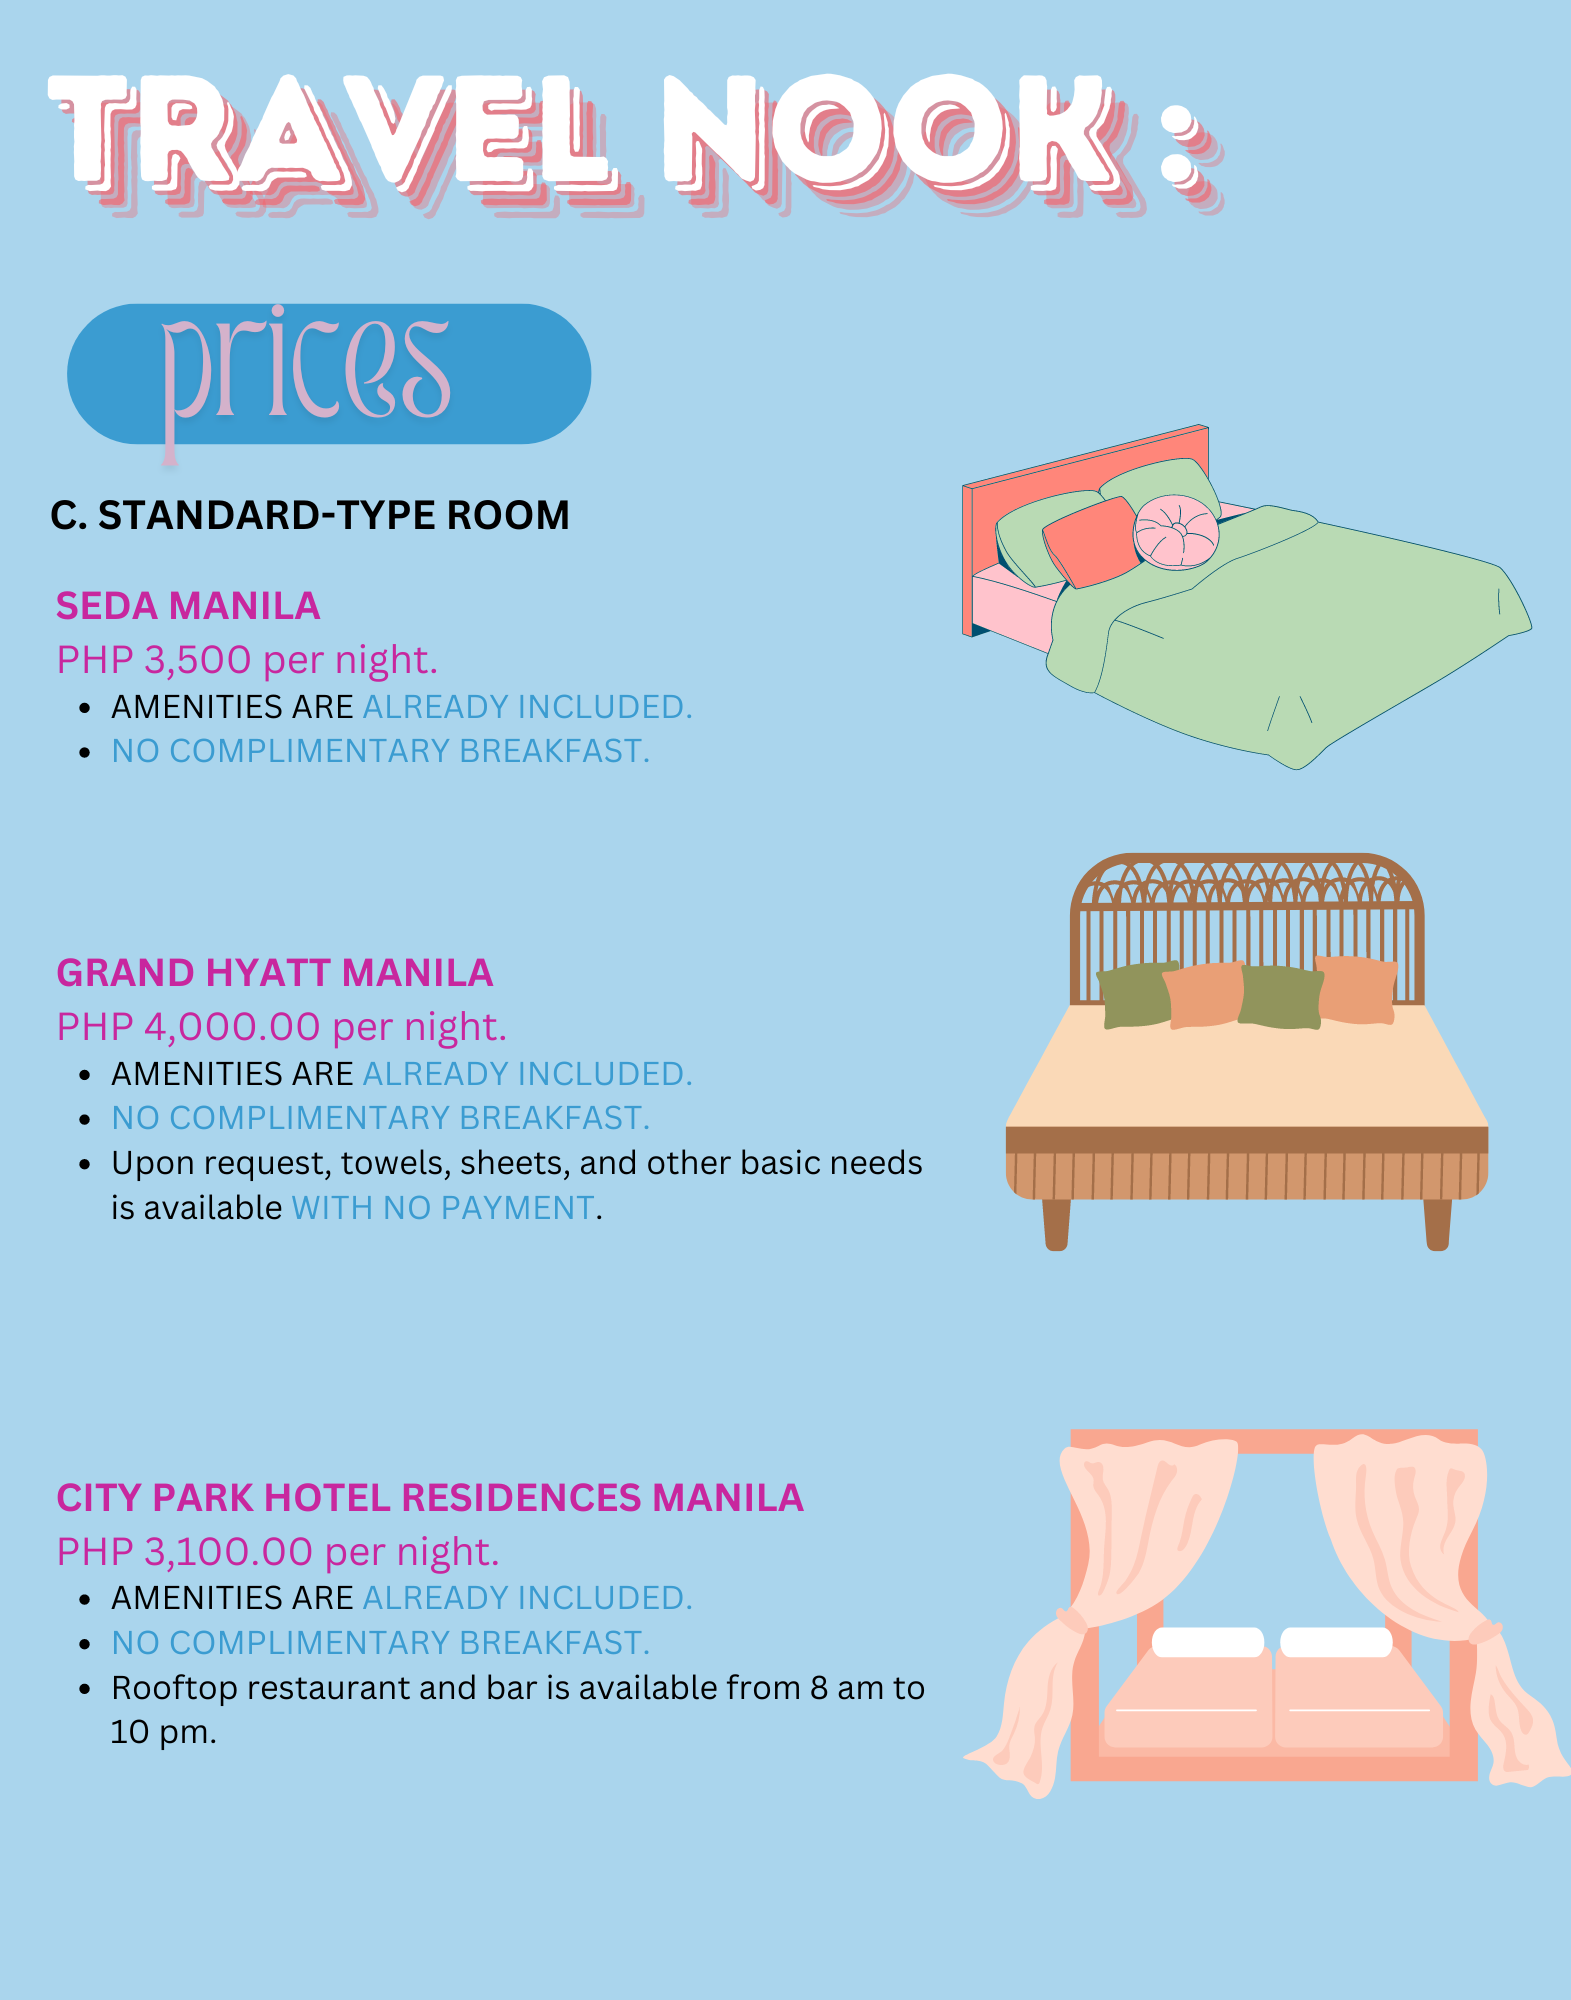 TRAVEL NOOK :
prices
C. STANDARD-TYPE ROOM
SEDA MANILA
PHP 3,500 per night.
• AMENITIES ARE ALREADY INCLUDED.
• NO COMPLIMENTARY BREAKFAST.
GRAND HYATT MANILA
PHP 4,000.00 per night.
• AMENITIES ARE ALREADY INCLUDED.
• NO COMPLIMENTARY BREAKFAST.
• Upon request, towels, sheets, and other basic needs
is available WITH NO PAYMENT.
CITY PARK HOTEL RESIDENCES MANILA
PHP 3,100.00 per night.
• AMENITIES ARE ALREADY INCLUDED.
• NO COMPLIMENTARY BREAKFAST.
• Rooftop restaurant and bar is available from 8 am to
10 pm.